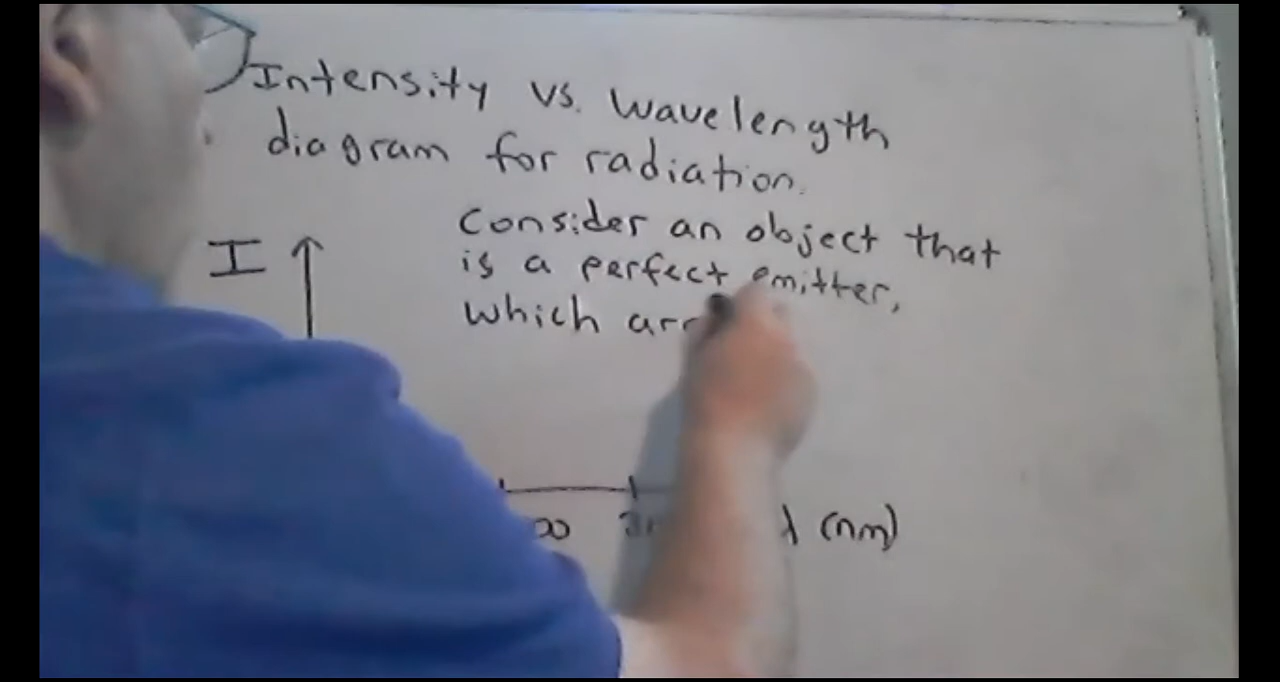 Intensity vs. wavelength
diagram for radiation.
Consider an object that
I
is a perfect emitter,
which
λ (nm)